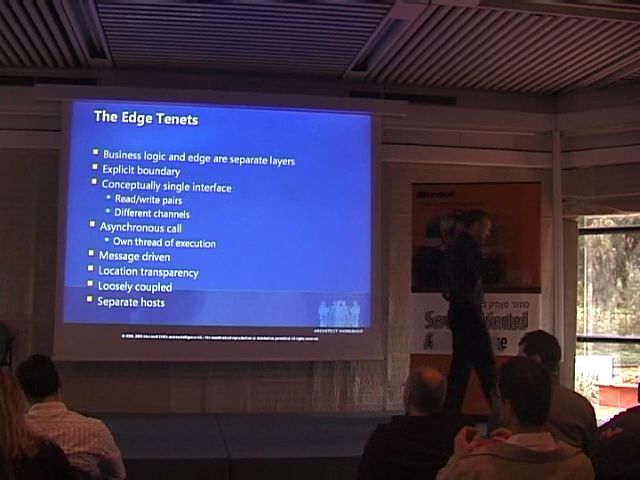 The Edge Tenets
Business logic and edge are separate layers
Explicit boundary
Conceptually single interface
Read/write pairs
Different channels
Asynchronous call
Own thread of execution
Message driven
Location transparency
Loosely coupled
Separate hosts
ARCHITECT WORKSHOP
Microsoft